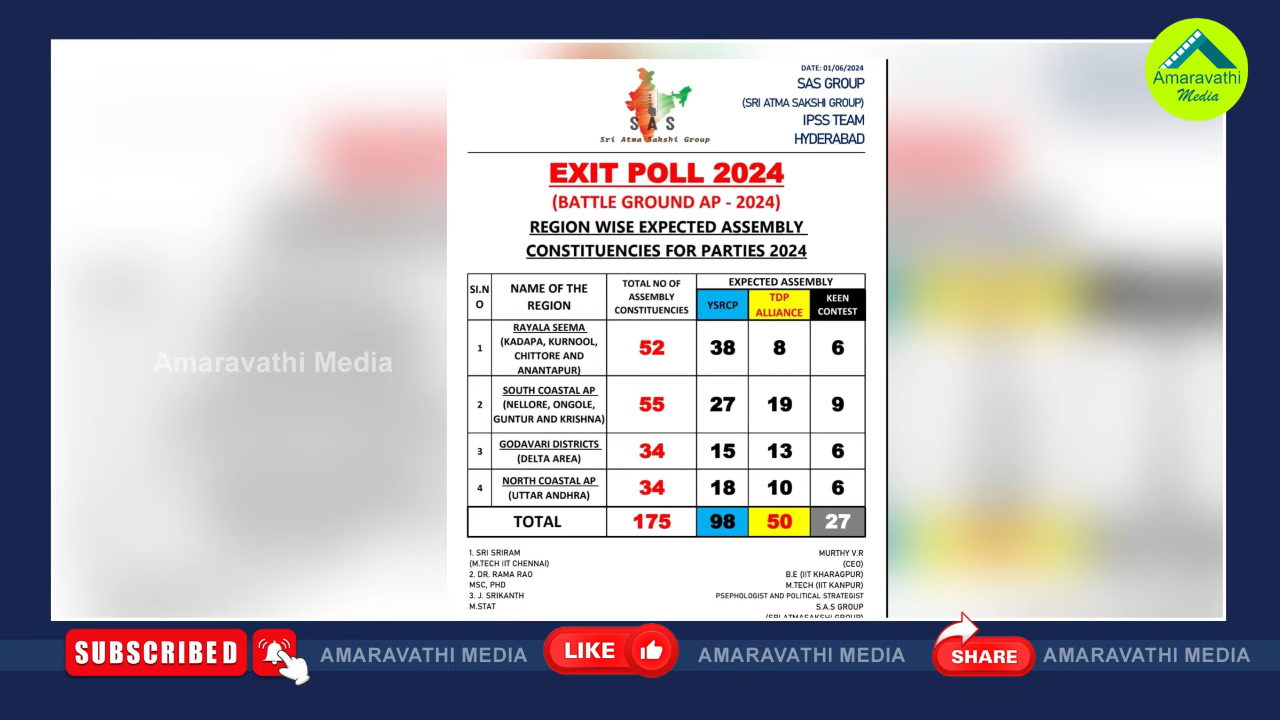 DATE: 01/06/2024
SAS GROUP
(SRI ATMA SAKSHI GROUP)
IPSS TEAM
HYDERABAD
S A S
Sri Atma Sakshi Group
Amaravathi
Media
EXIT POLL 2024
(BATTLE GROUND AP - 2024)
REGION WISE EXPECTED ASSEMBLY
CONSTITUENCIES FOR PARTIES 2024
SI.N
O
NAME OF THE
REGION
TOTAL NO OF
ASSEMBLY
CONSTITUENCIES
EXPECTED ASSEMBLY
YSRCP
TDP
ALLIANCE
KEEN
CONTEST
1
RAYALA SEEMA
(KADAPA, KURNOOL,
CHITTORE AND
ANANTAPUR)
52 38 8 6
2
SOUTH COASTAL AP
(NELLORE, ONGOLE,
GUNTUR AND KRISHNA)
55 27 19 9
3
GODAVARI DISTRICTS
(DELTA AREA)
34 15 13 6
4
NORTH COASTAL AP
(UTTAR ANDHRA)
34 18 10 6
TOTAL 175 98 50 27
Amaravathi Media
1. SRI SRIRAM
(M.TECH IIT CHENNAI)
2. DR. RAMA RAO
MSC, PHD
3. J. SRIKANTH
M.STAT
MURTHY V.R
(CEO)
B.E (IIT KHARAGPUR)
M.TECH (IIT KANPUR)
PSEPHOLOGIST AND POLITICAL STRATEGIST
S.A.S GROUP
(SRI ATMASAKSHI GROUP)
SUBSCRIBED AMARAVATHI MEDIA LIKE AMARAVATHI MEDIA SHARE AMARAVATHI MEDIA